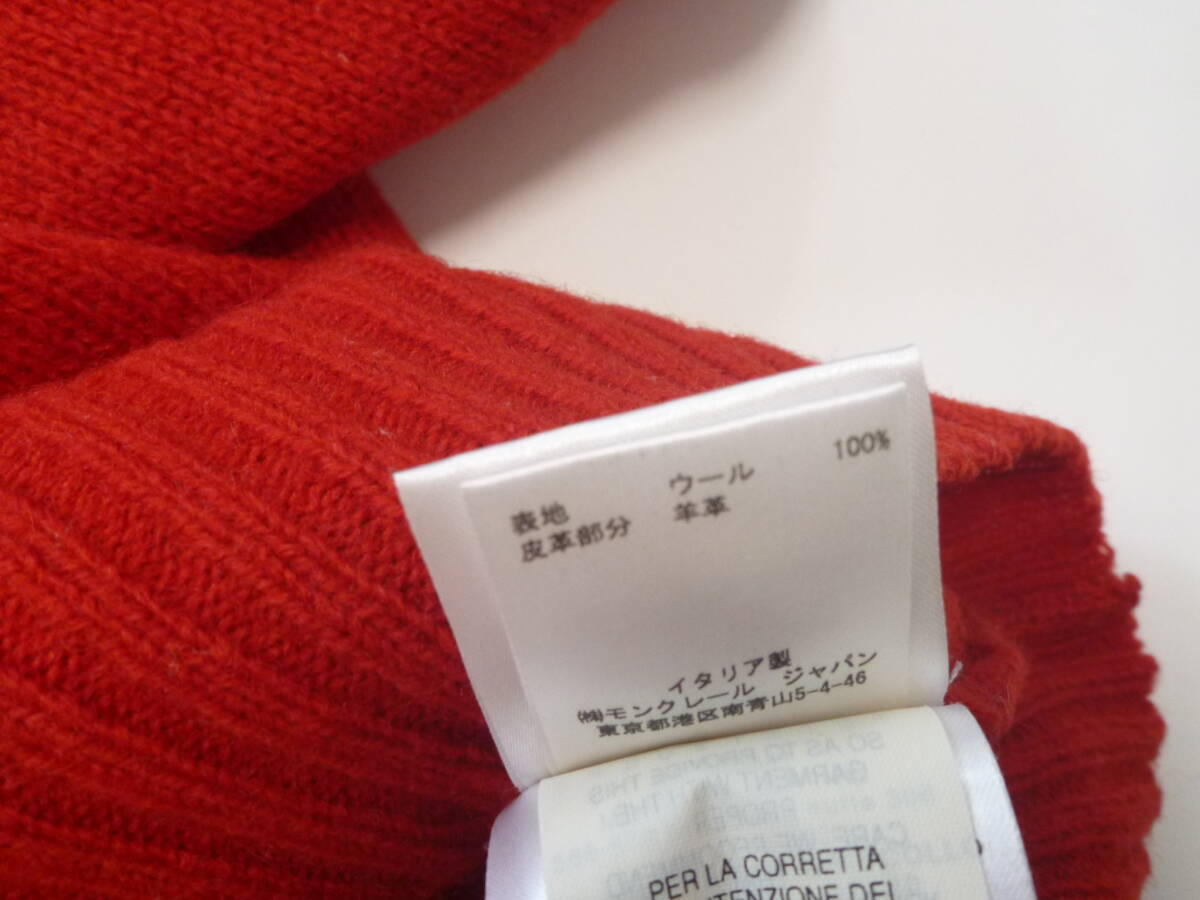 表地 ウール 100%
皮革部分 羊革
イタリア製
㈱モンクレール ジャパン
東京都港区南青山5-4-46
SO AS TO PROVIDE THIS
GARMENT WITH THE
PROPER
PER LA CORRETTA